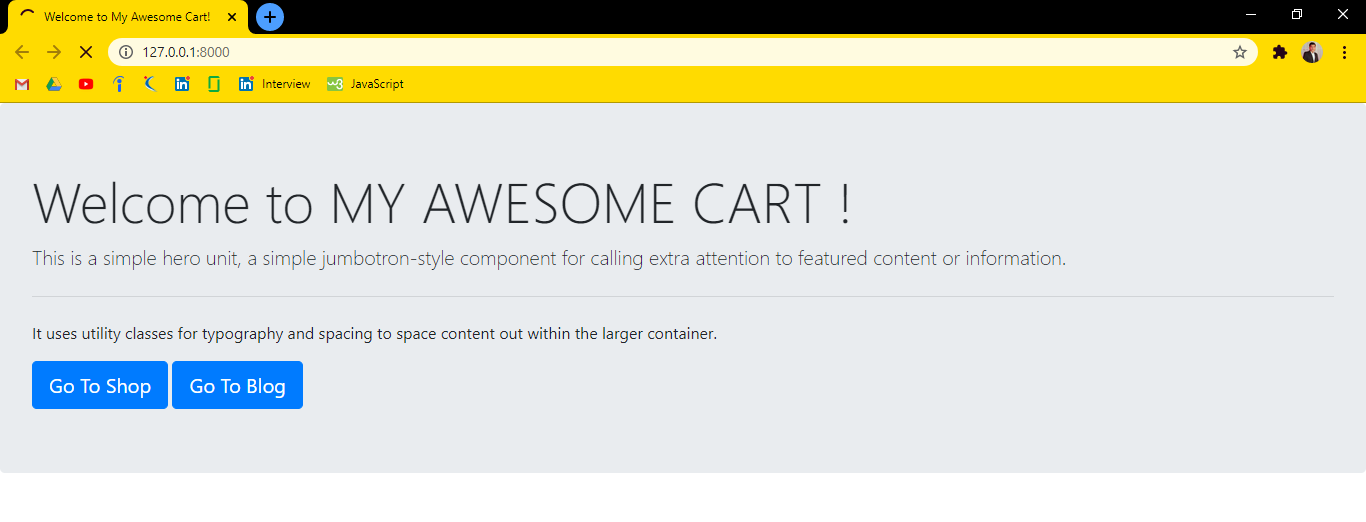 Welcome to My Awesome Cart!
127.0.0.1:8000
Interview
JavaScript
Welcome to MY AWESOME CART !
This is a simple hero unit, a simple jumbotron-style component for calling extra attention to featured content or information.
It uses utility classes for typography and spacing to space content out within the larger container.
Go To Shop Go To Blog